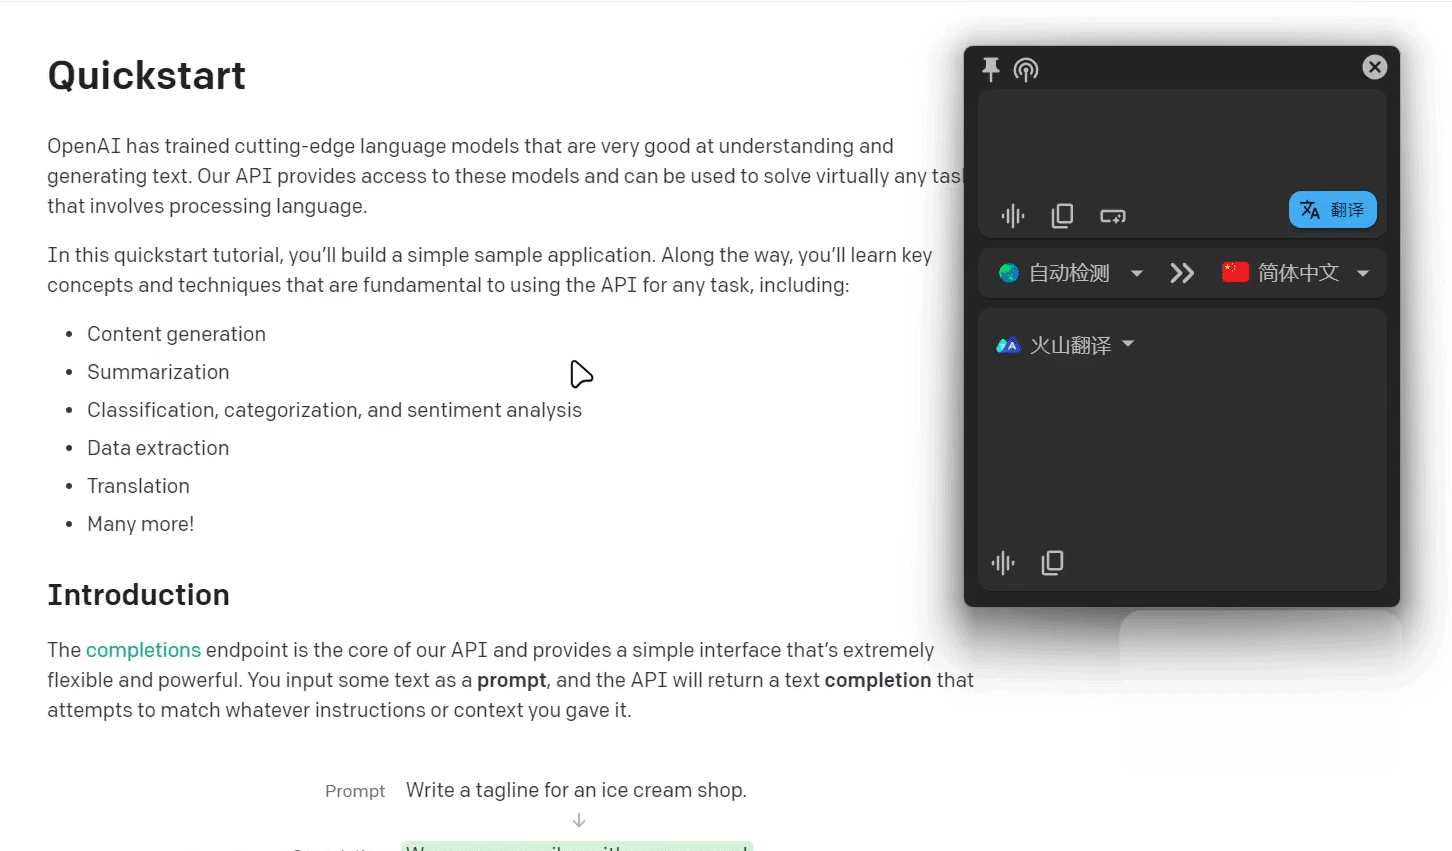 Quickstart
OpenAI has trained cutting-edge language models that are very good at understanding and
generating text. Our API provides access to these models and can be used to solve virtually any
that involves processing language.
In this quickstart tutorial, you’ll build a simple sample application. Along the way, you’ll learn key
concepts and techniques that are fundamental to using the API for any task, including:
• Content generation
• Summarization
• Classification, categorization, and sentiment analysis
• Data extraction
• Translation
• Many more!
Introduction
The completions endpoint is the core of our API and provides a simple interface that’s extremely
flexible and powerful. You input some text as a prompt, and the API will return a text completion that
attempts to match whatever instructions or context you gave it.
Prompt Write a tagline for an ice cream shop.
翻译
自动检测
简体中文
火山翻译